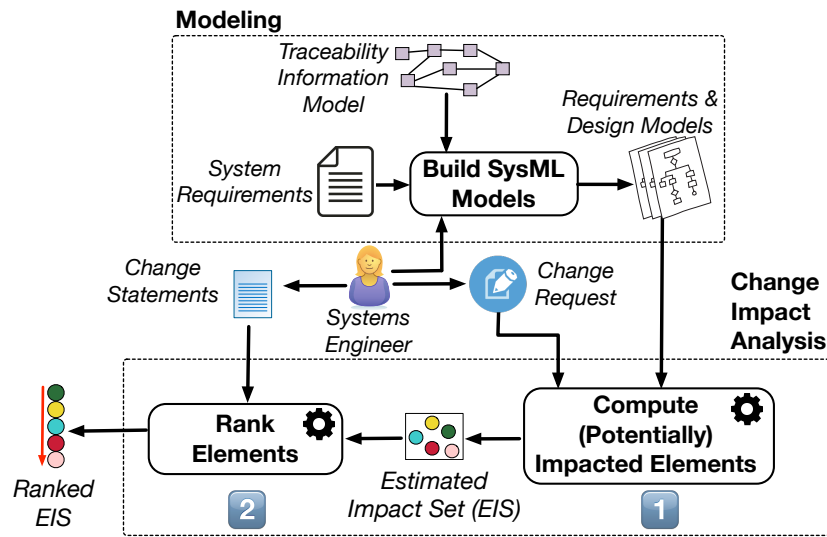 Modeling
Traceability
Information
Model
Requirements &
Design Models
System
Requirements
Build SysML
Models
Change
Statements
Systems
Engineer
Change
Request
Change
Impact
Analysis
Rank
Elements
Compute
(Potentially)
Impacted Elements
Ranked
EIS
Estimated
Impact Set (EIS)
2
1